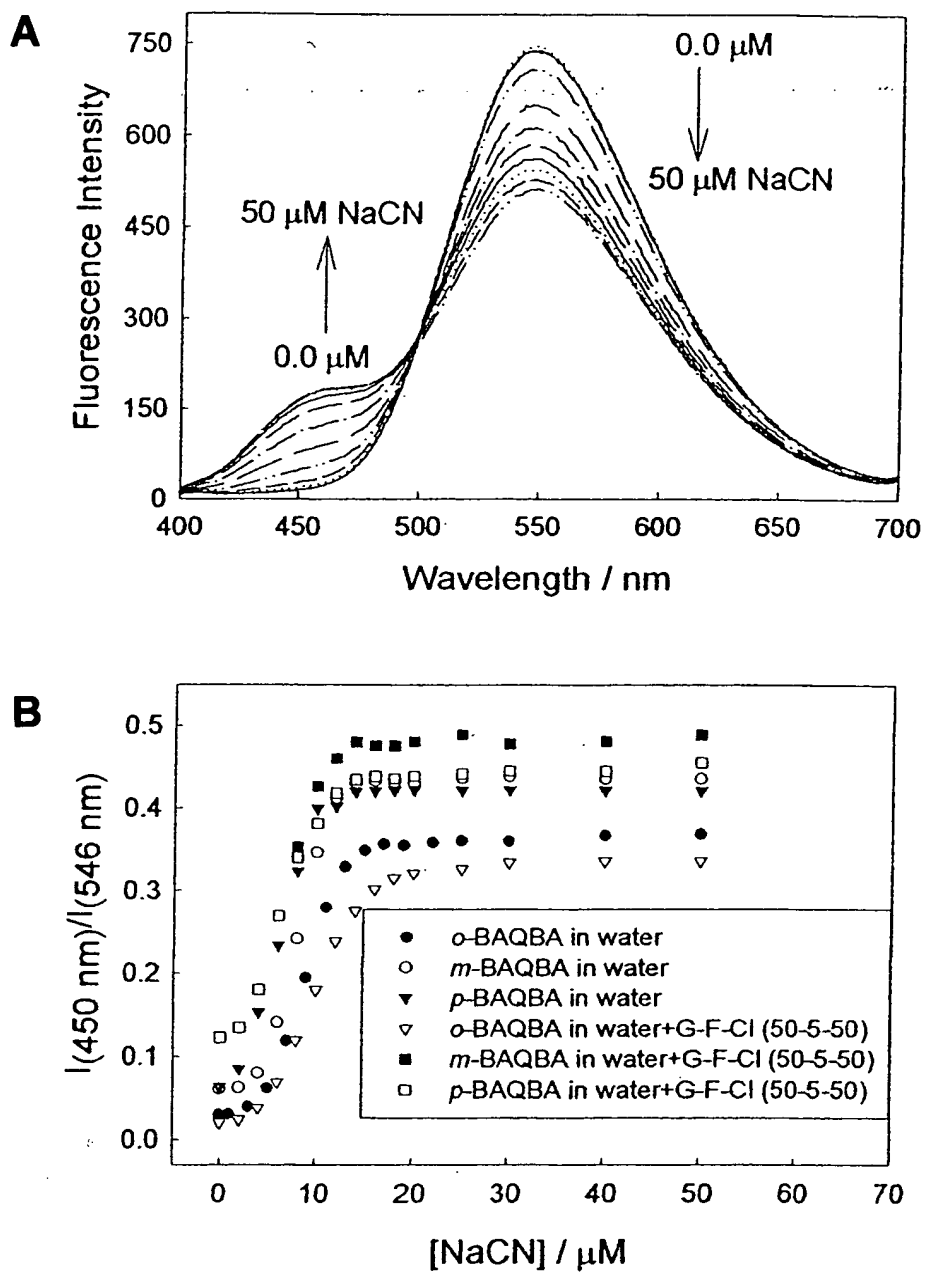 A
750
600
450
300
150
0
Fluorescence Intensity
0.0 μM
50 μM NaCN
50 μM NaCN
0.0 μM
400 450 500 550 600 650 700
Wavelength / nm
B
0.5
0.4
0.3
0.2
0.1
0.0
I(450 nm)/I(546 nm)
o-BAQBA in water
m-BAQBA in water
p-BAQBA in water
o-BAQBA in water+G-F-Cl (50-5-50)
m-BAQBA in water+G-F-Cl (50-5-50)
p-BAQBA in water+G-F-Cl (50-5-50)
0 10 20 30 40 50 60 70
[NaCN] / μM